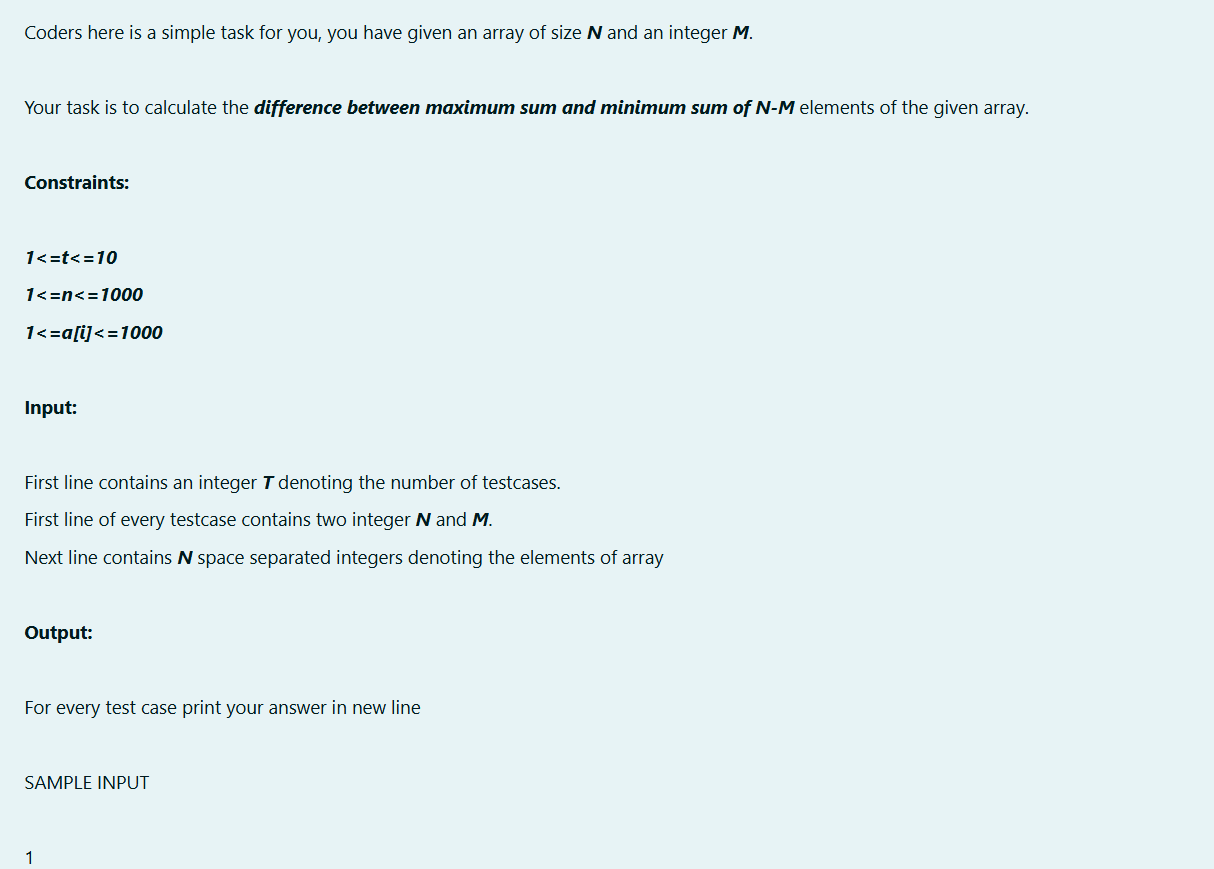 Coders here is a simple task for you, you have given an array of size N and an integer M.
Your task is to calculate the difference between maximum sum and minimum sum of N-M elements of the given array.
Constraints:
1<=t<=10
1<=n<=1000
1<=a[i]<=1000
Input:
First line contains an integer T denoting the number of testcases.
First line of every testcase contains two integer N and M.
Next line contains N space separated integers denoting the elements of array
Output:
For every test case print your answer in new line
SAMPLE INPUT
1